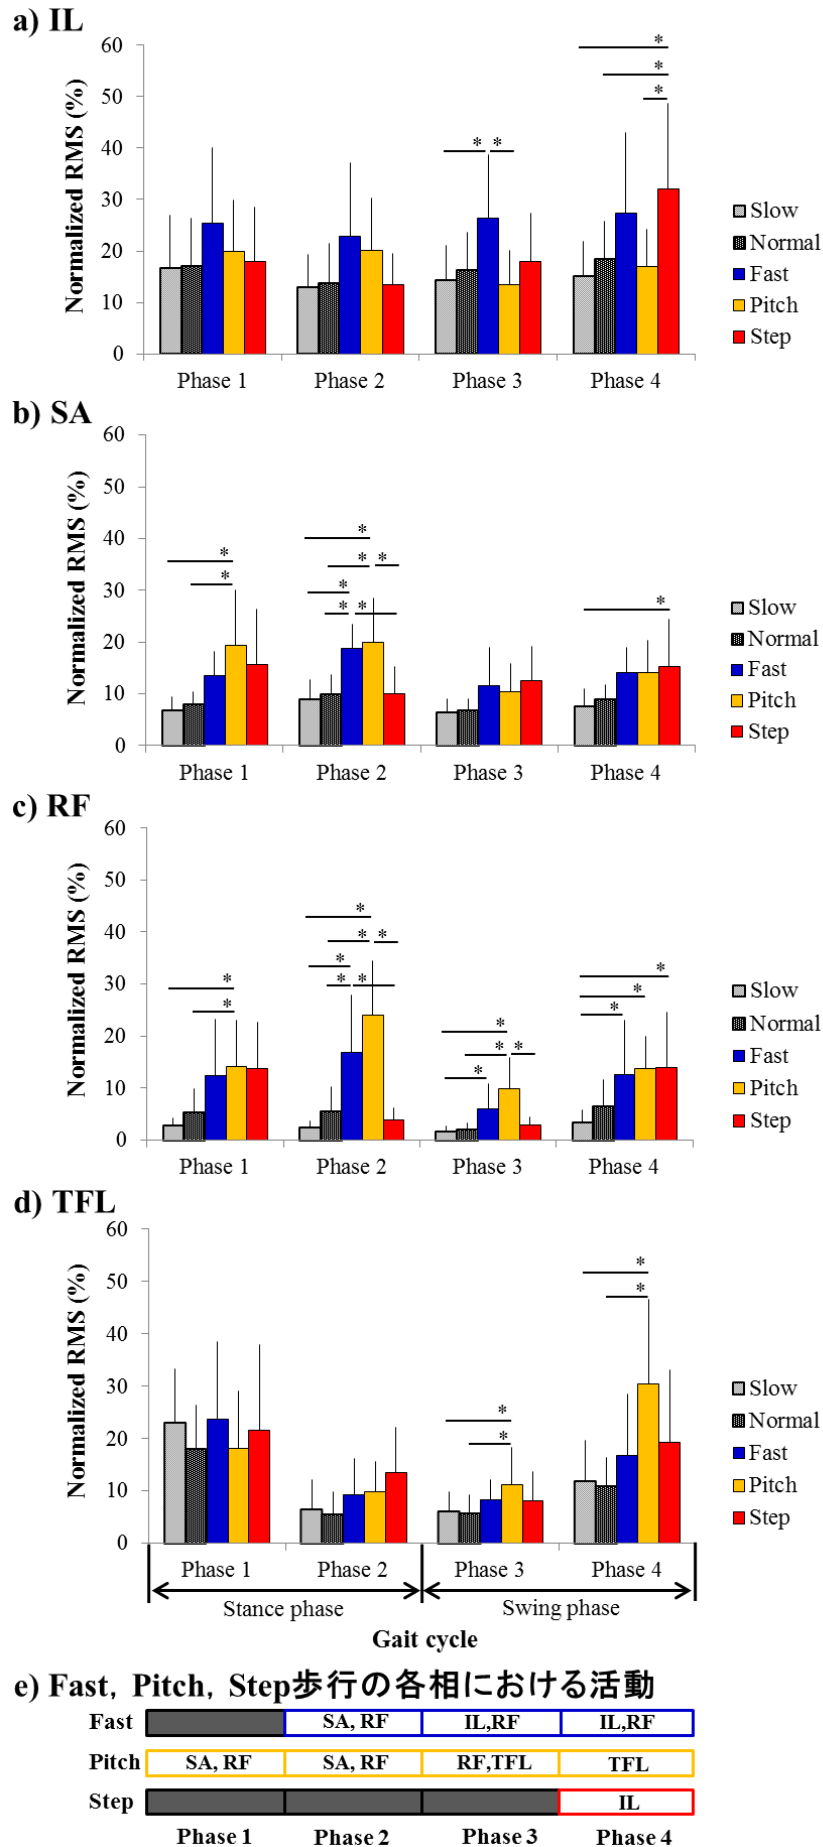 a) IL
Normalized RMS (%)
60
50
40
30
20
10
0
* *
*
*
*
Phase 1 Phase 2 Phase 3 Phase 4
Slow
Normal
Fast
Pitch
Step
b) SA
Normalized RMS (%)
60
50
40
30
20
10
0
*
*
*
* *
*
* *
*
Phase 1 Phase 2 Phase 3 Phase 4
Slow
Normal
Fast
Pitch
Step
c) RF
Normalized RMS (%)
60
50
40
30
20
10
0
*
*
*
* *
*
* *
*
* *
*
*
*
*
Phase 1 Phase 2 Phase 3 Phase 4
Slow
Normal
Fast
Pitch
Step
d) TFL
Normalized RMS (%)
60
50
40
30
20
10
0
*
*
*
*
Phase 1 Phase 2 Phase 3 Phase 4
Slow
Normal
Fast
Pitch
Step
Stance phase Swing phase
Gait cycle
e) Fast, Pitch, Step歩行の各相における活動
Fast SA, RF IL,RF IL,RF
Pitch SA, RF SA, RF RF,TFL TFL
Step IL
Phase 1 Phase 2 Phase 3 Phase 4